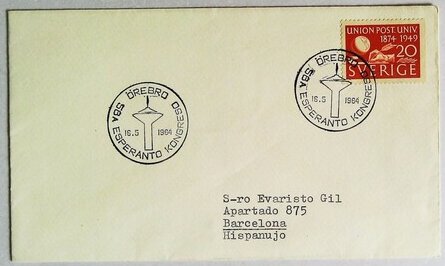 UNION POST. UNIV
1874 1949
20
SVERIGE
ÖREBRO
16.5 1964
58A ESPERANTO KONGRESO
ÖREBRO
16.5 1964
58A ESPERANTO KONGRESO
S-ro Evaristo Gil
Apartado 875
Barcelona
Hispanujo